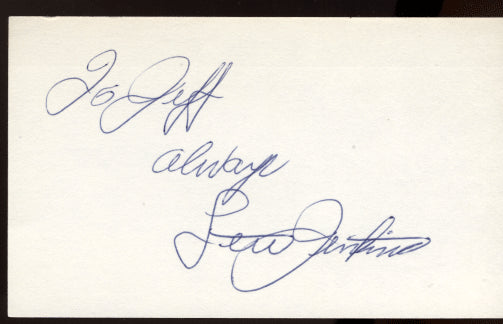 To Jeff
always
Lew Jenkins